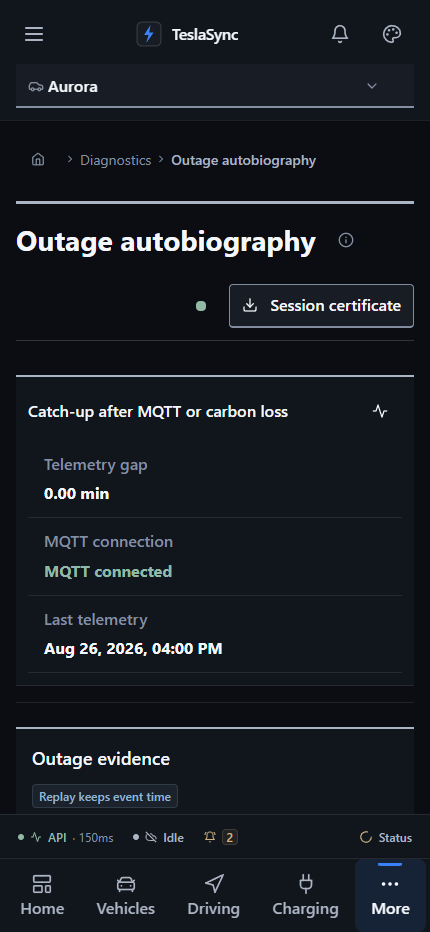 TeslaSync
Aurora
Diagnostics
Outage autobiography
Outage autobiography
Session certificate
Catch-up after MQTT or carbon loss
Telemetry gap
0.00 min
MQTT connection
MQTT connected
Last telemetry
Aug 26, 2026, 04:00 PM
Outage evidence
Replay keeps event time
API · 150ms
Idle
2
Status
Home
Vehicles
Driving
Charging
More